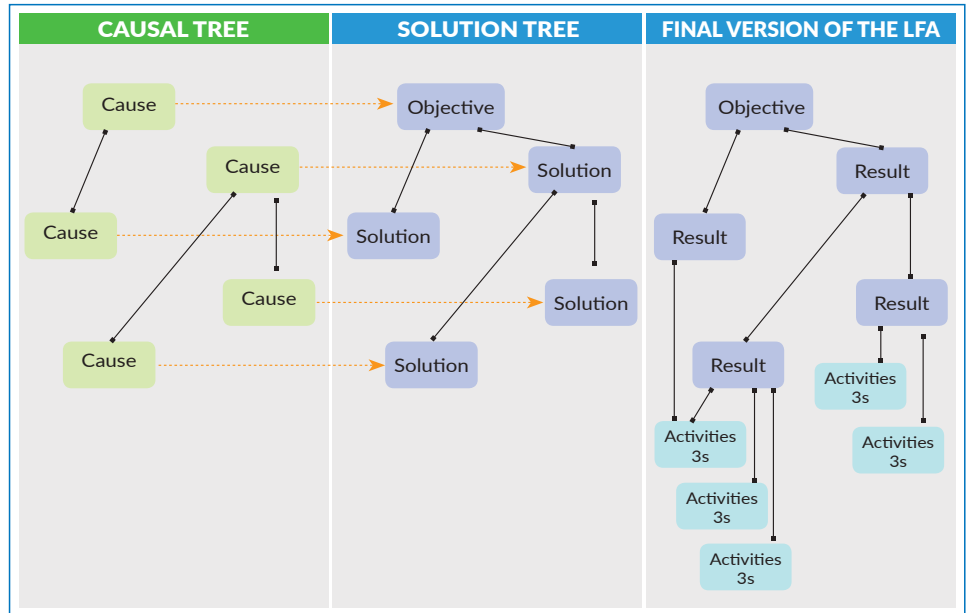 CAUSAL TREE
SOLUTION TREE
FINAL VERSION OF THE LFA
Cause
Cause
Cause
Cause
Cause
Objective
Solution
Solution
Solution
Solution
Objective
Result
Result
Result
Result
Activities
3s
Activities
3s
Activities
3s
Activities
3s
Activities
3s